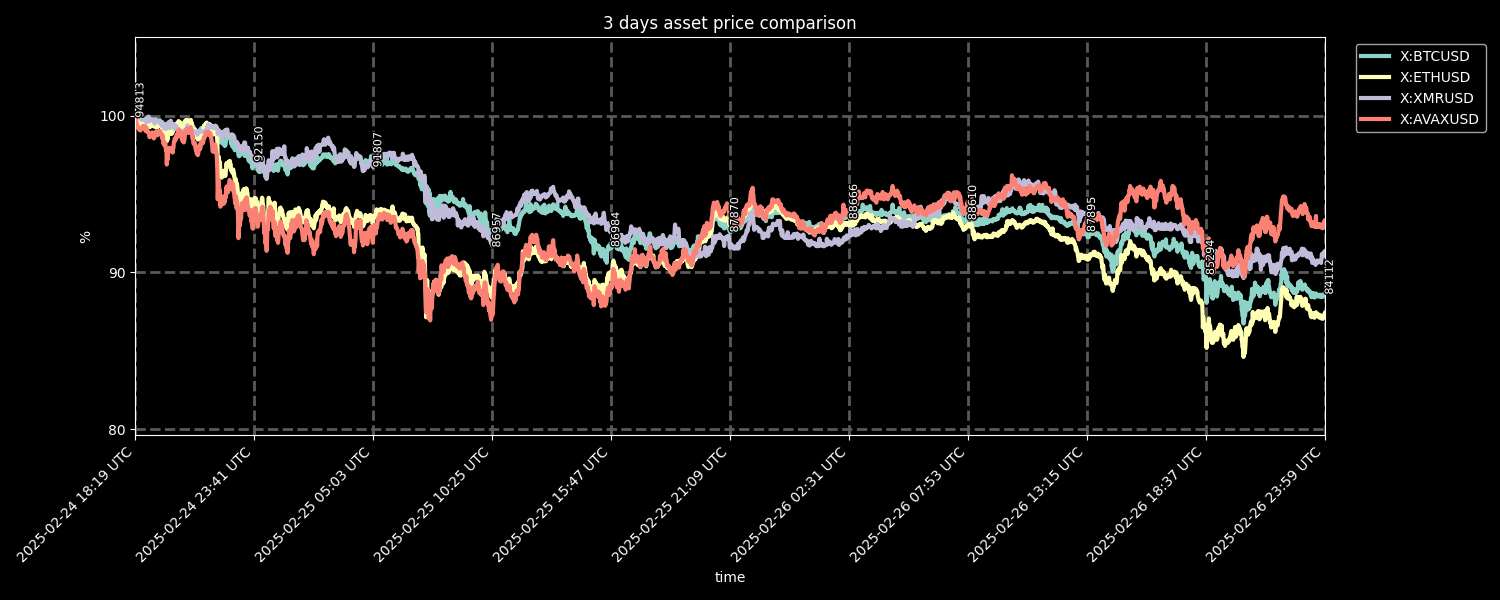 3 days asset price comparison
X:BTCUSD
X:ETHUSD
X:XMRUSD
X:AVAXUSD
100
90
80
%
94813
92150
91807
86957
86984
87870
88666
88610
87895
85294
84112
2025-02-24 18:19 UTC
2025-02-24 23:41 UTC
2025-02-25 05:03 UTC
2025-02-25 10:25 UTC
2025-02-25 15:47 UTC
2025-02-25 21:09 UTC
2025-02-26 02:31 UTC
2025-02-26 07:53 UTC
2025-02-26 13:15 UTC
2025-02-26 18:37 UTC
2025-02-26 23:59 UTC
time